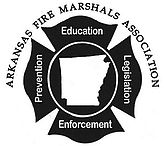 ARKANSAS FIRE MARSHALS ASSOCIATION
Education
Prevention
Legislation
Enforcement